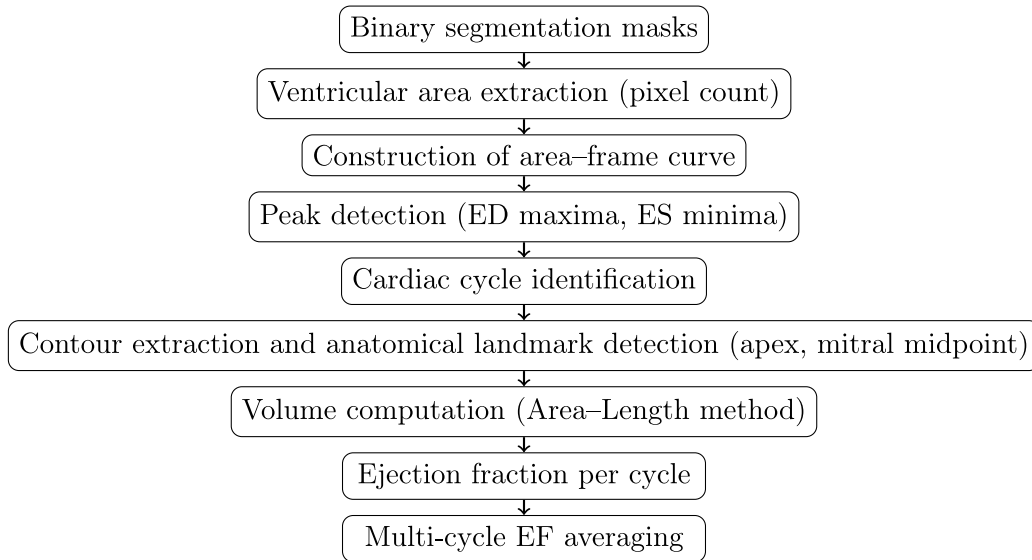 Binary segmentation masks
Ventricular area extraction (pixel count)
Construction of area–frame curve
Peak detection (ED maxima, ES minima)
Cardiac cycle identification
Contour extraction and anatomical landmark detection (apex, mitral midpoint)
Volume computation (Area–Length method)
Ejection fraction per cycle
Multi-cycle EF averaging